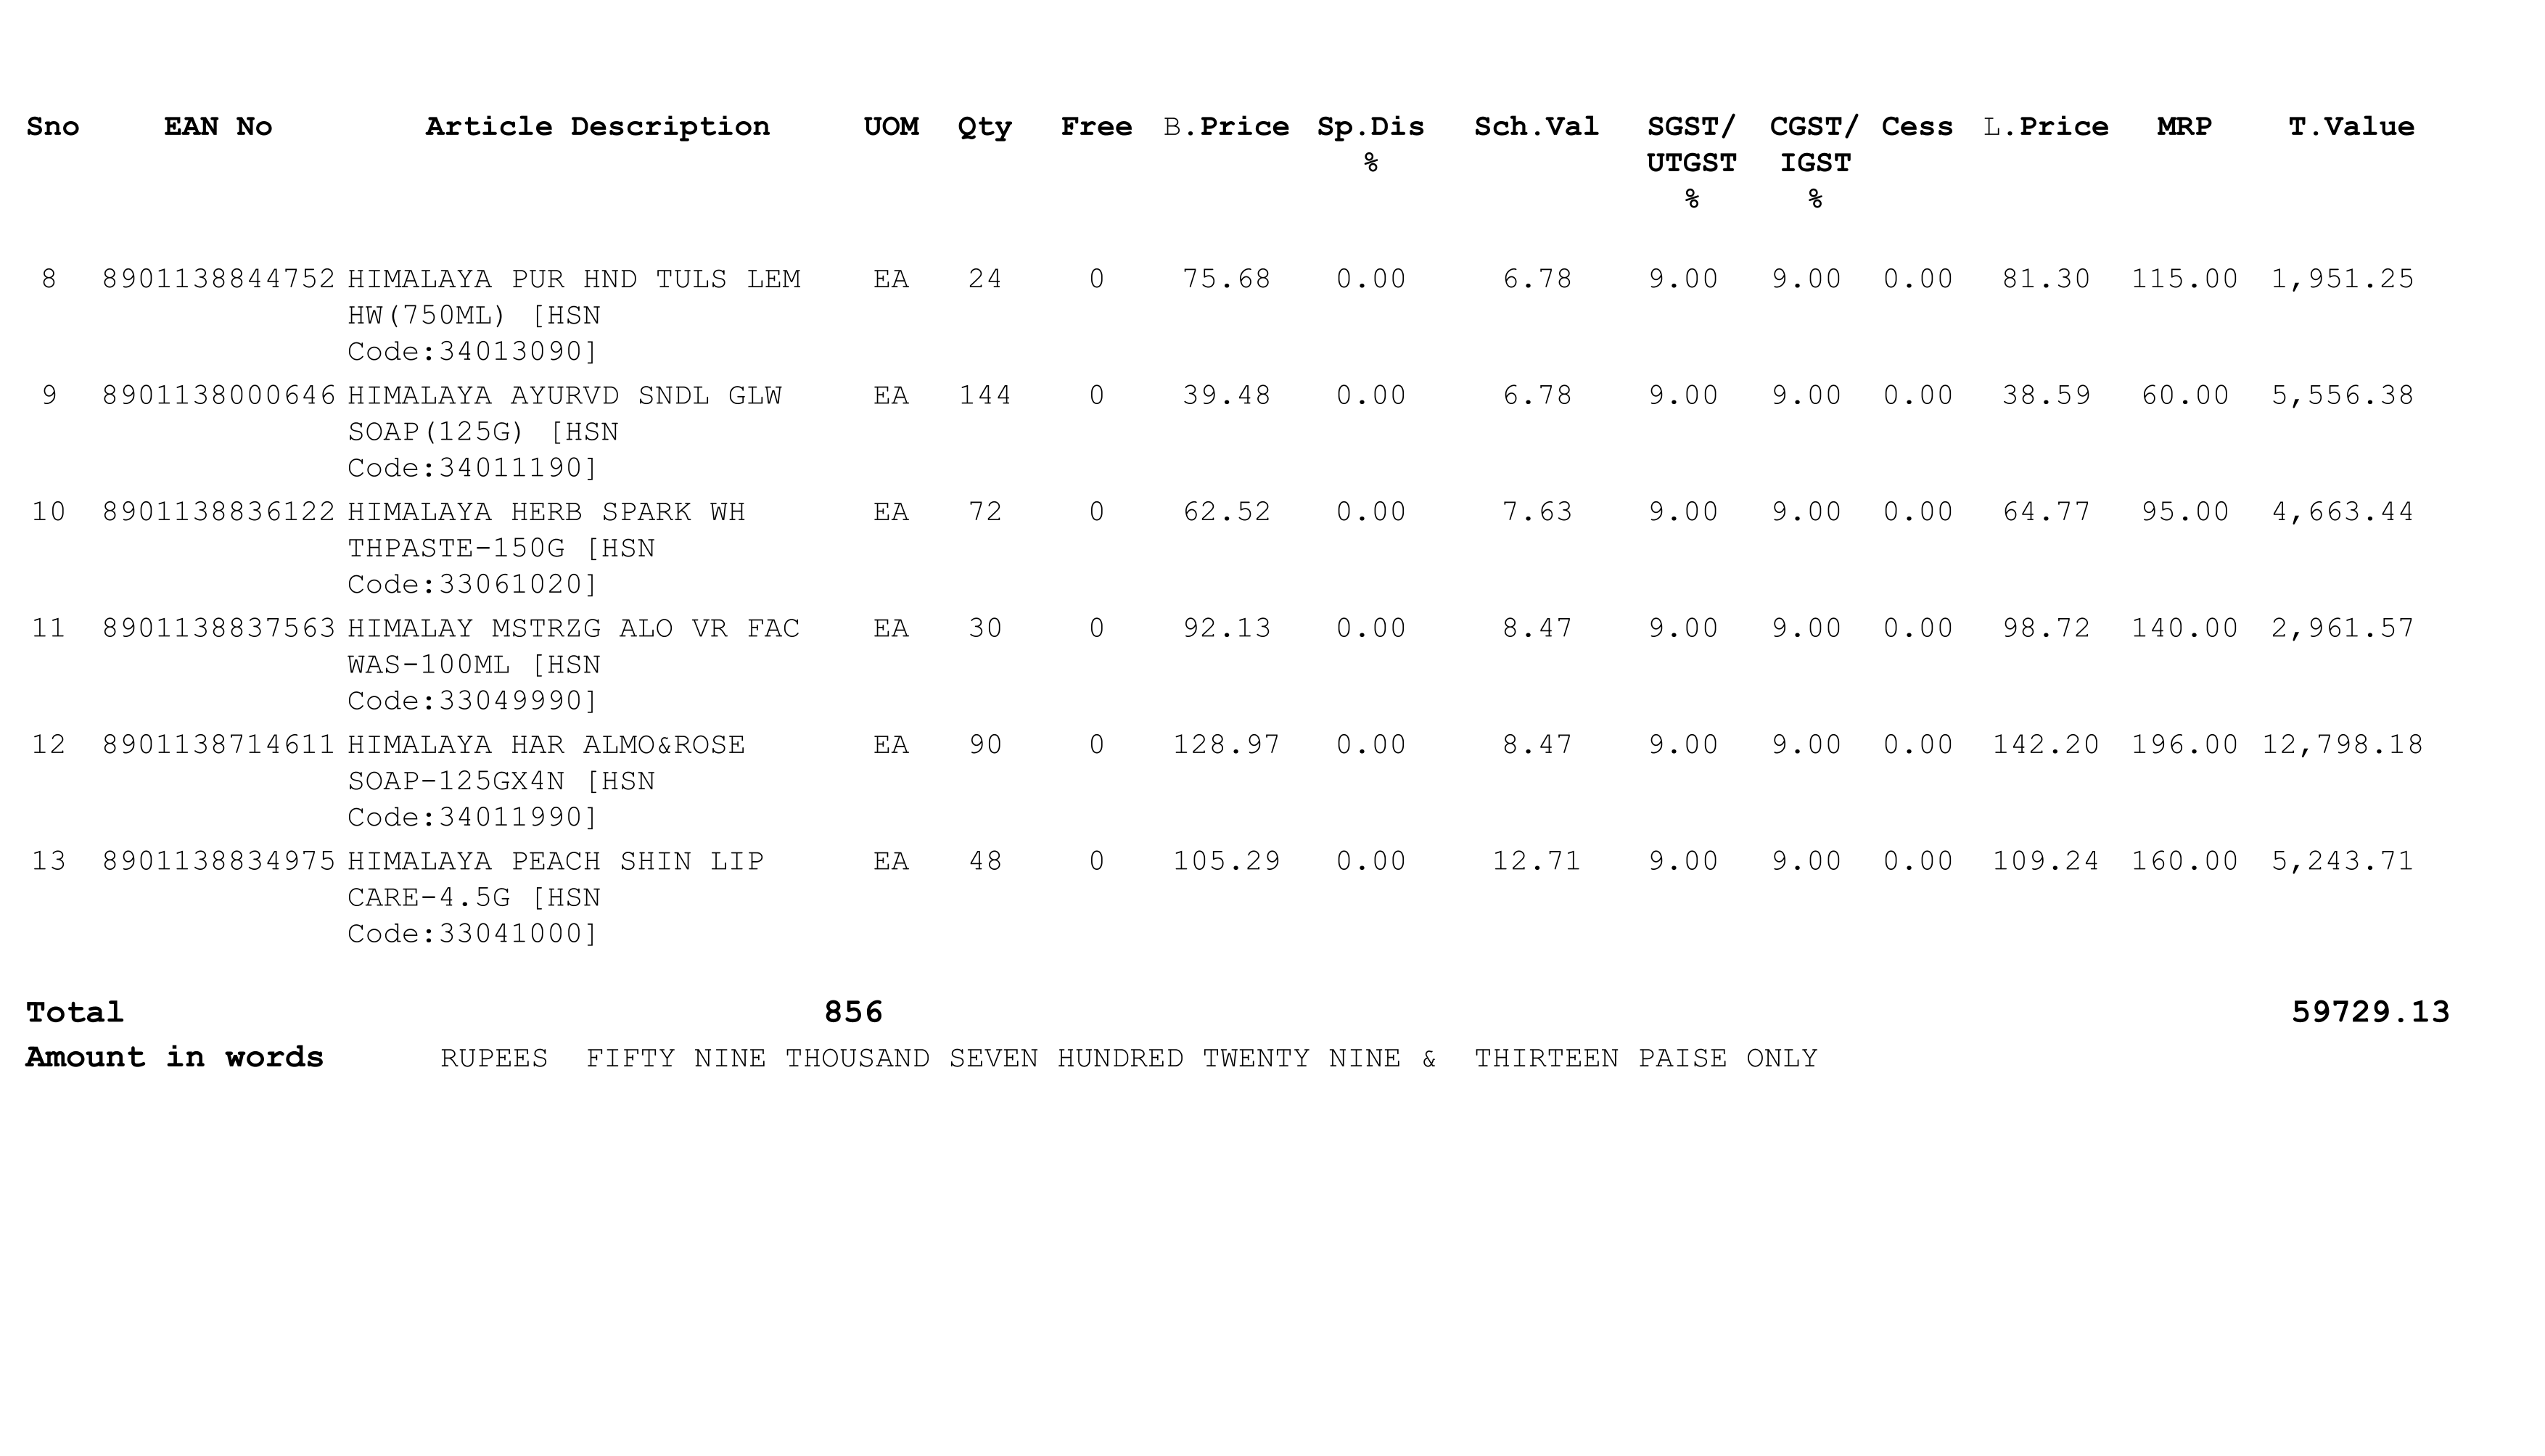 Sno EAN No Article Description UOM Qty Free B.Price Sp.Dis Sch.Val SGST/ CGST/ Cess L.Price MRP T.Value
% UTGST IGST
% %
8 8901138844752 HIMALAYA PUR HND TULS LEM EA 24 0 75.68 0.00 6.78 9.00 9.00 0.00 81.30 115.00 1,951.25
HW(750ML) [HSN
Code:34013090]
9 8901138000646 HIMALAYA AYURVD SNDL GLW EA 144 0 39.48 0.00 6.78 9.00 9.00 0.00 38.59 60.00 5,556.38
SOAP(125G) [HSN
Code:34011190]
10 8901138836122 HIMALAYA HERB SPARK WH EA 72 0 62.52 0.00 7.63 9.00 9.00 0.00 64.77 95.00 4,663.44
THPASTE-150G [HSN
Code:33061020]
11 8901138837563 HIMALAY MSTRZG ALO VR FAC EA 30 0 92.13 0.00 8.47 9.00 9.00 0.00 98.72 140.00 2,961.57
WAS-100ML [HSN
Code:33049990]
12 8901138714611 HIMALAYA HAR ALMO&ROSE EA 90 0 128.97 0.00 8.47 9.00 9.00 0.00 142.20 196.00 12,798.18
SOAP-125GX4N [HSN
Code:34011990]
13 8901138834975 HIMALAYA PEACH SHIN LIP EA 48 0 105.29 0.00 12.71 9.00 9.00 0.00 109.24 160.00 5,243.71
CARE-4.5G [HSN
Code:33041000]
Total 856 59729.13
Amount in words RUPEES FIFTY NINE THOUSAND SEVEN HUNDRED TWENTY NINE & THIRTEEN PAISE ONLY